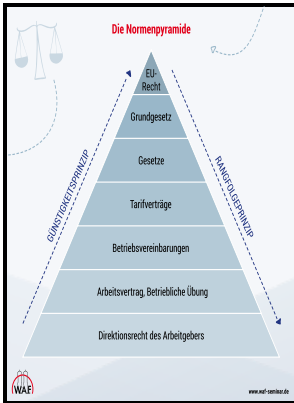 Die Normenpyramide
EU-
Recht
Grundgesetz
Gesetze
Tarifverträge
Betriebsvereinbarungen
Arbeitsvertrag, Betriebliche Übung
Direktionsrecht des Arbeitgebers
GÜNSTIGKEITSPRINZIP
RANGFOLGEPRINZIP
WAF
www.waf-seminar.de